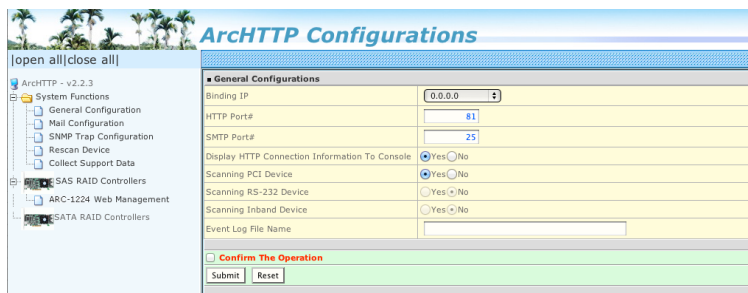 ArcHTTP Configurations
|open all|close all|
ArcHTTP - v2.2.3
System Functions
General Configuration
Mail Configuration
SNMP Trap Configuration
Rescan Device
Collect Support Data
SAS RAID Controllers
ARC-1224 Web Management
SATA RAID Controllers
General Configurations
Binding IP 0.0.0.0
HTTP Port# 81
SMTP Port# 25
Display HTTP Connection Information To Console Yes No
Scanning PCI Device Yes No
Scanning RS-232 Device Yes No
Scanning Inband Device Yes No
Event Log File Name
Confirm The Operation
Submit Reset